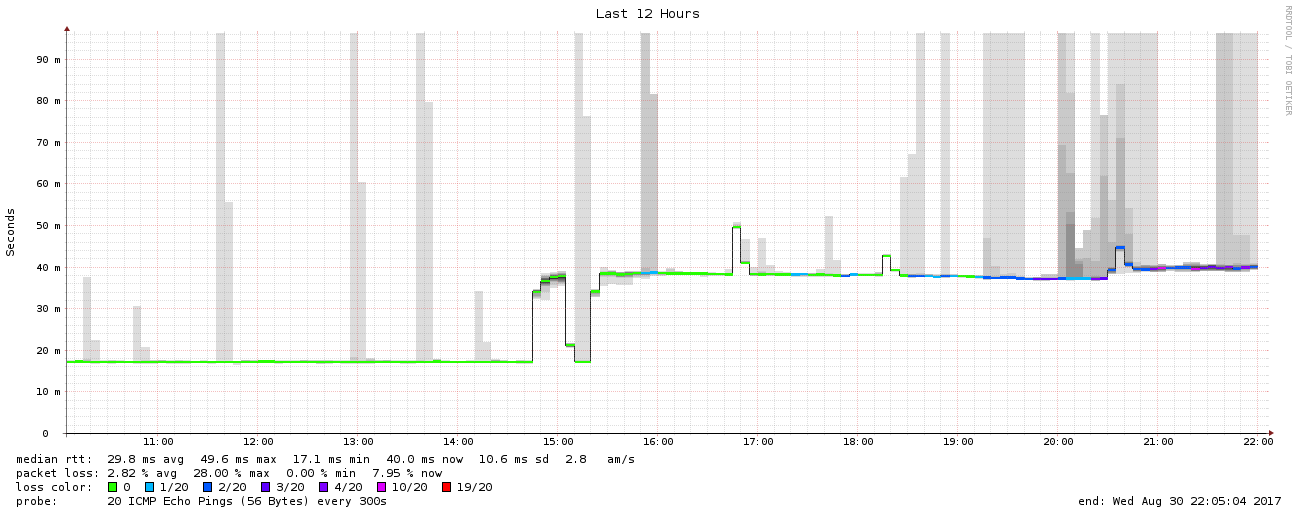 Last 12 Hours
RRDTOOL / TOBI OETIKER
Seconds
90 m
80 m
70 m
60 m
50 m
40 m
30 m
20 m
10 m
0
11:00 12:00 13:00 14:00 15:00 16:00 17:00 18:00 19:00 20:00 21:00 22:00
median rtt: 29.8 ms avg 49.6 ms max 17.1 ms min 40.0 ms now 10.6 ms sd 2.8 am/s
packet loss: 2.82 % avg 28.00 % max 0.00 % min 7.95 % now
loss color: 0 1/20 2/20 3/20 4/20 10/20 19/20
probe: 20 ICMP Echo Pings (56 Bytes) every 300s end: Wed Aug 30 22:05:04 2017